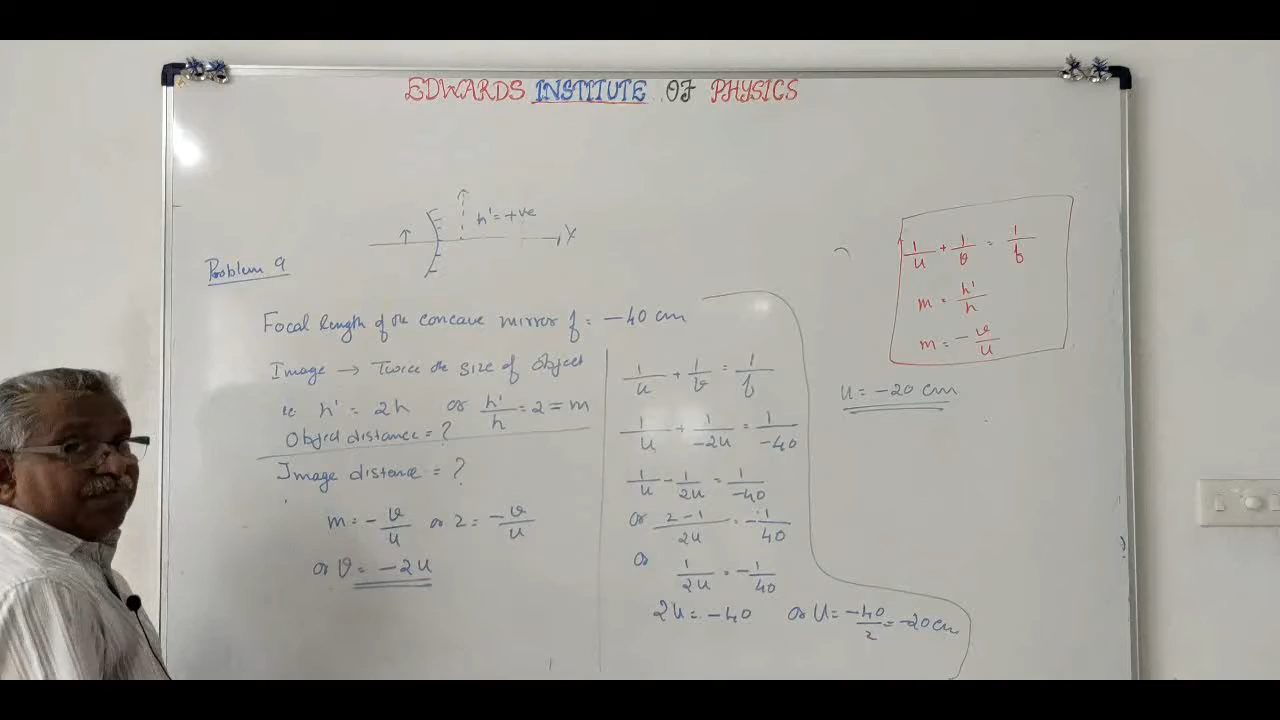 EDWARDS INSTITUTE OF PHYSICS
h' = +ve
X
Problem 9
Focal length of the concave mirror f = -40 cm
Image → Twice the size of object
ie h' = 2h or h'/h = 2 = m
Object distance = ?
Image distance = ?
m = -v/u or 2 = -v/u
or v = -2u
1/u + 1/v = 1/f
1/u + 1/-2u = 1/-40
1/u - 1/2u = 1/-40
or 2-1/2u = -1/40
or 1/2u = -1/40
2u = -40 or u = -40/2 = -20 cm
1/u + 1/v = 1/f
m = h'/h
m = -v/u
u = -20 cm